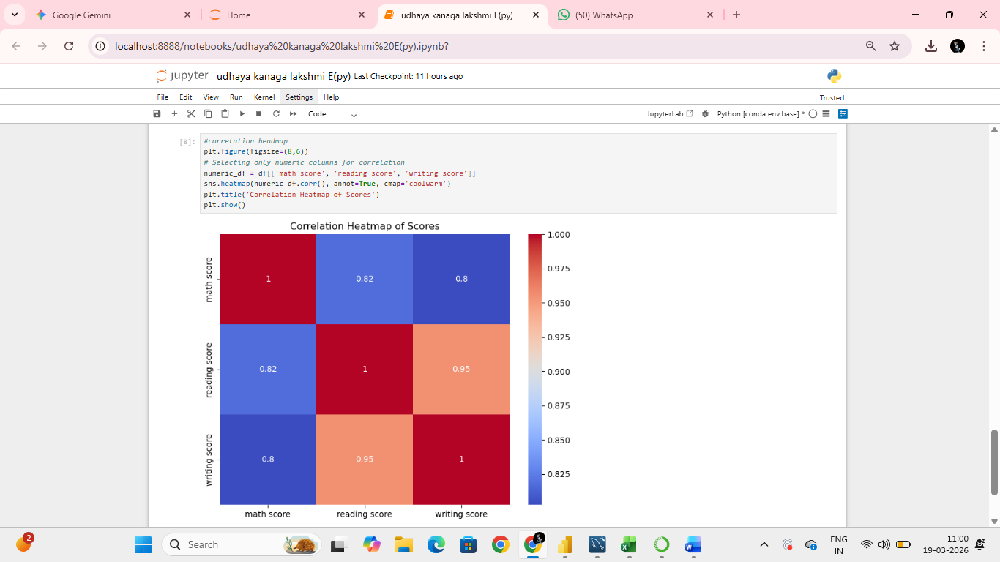 Google Gemini
Home
udhaya kanaga lakshmi E(py)
(50) WhatsApp
localhost:8888/notebooks/udhaya%20kanaga%20lakshmi%20E(py).ipynb?
jupyter udhaya kanaga lakshmi E(py) Last Checkpoint: 11 hours ago
File Edit View Run Kernel Settings Help
Trusted
Code
JupyterLab
Python [conda env:base] *
[8]:
#correlation headmap
plt.figure(figsize=(8,6))
# Selecting only numeric columns for correlation
numeric_df = df[['math score', 'reading score', 'writing score']]
sns.heatmap(numeric_df.corr(), annot=True, cmap='coolwarm')
plt.title('Correlation Heatmap of Scores')
plt.show()
Correlation Heatmap of Scores
math score
1 0.82 0.8
reading score
0.82 1 0.95
writing score
0.8 0.95 1
math score reading score writing score
1.000
0.975
0.950
0.925
0.900
0.875
0.850
0.825
2
Search
ENG
IN
11:00
19-03-2026